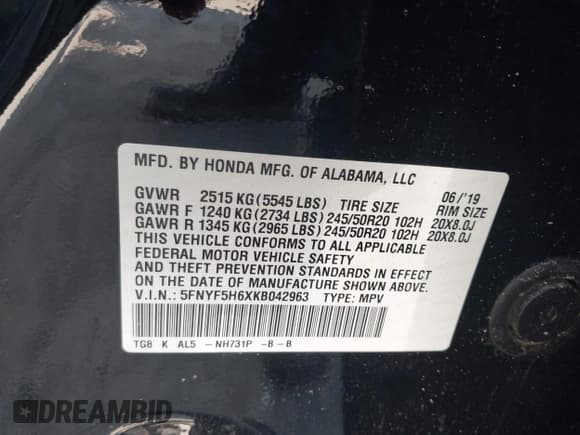 MFD. BY HONDA MFG. OF ALABAMA, LLC 06/'19
GVWR 2515 KG (5545 LBS) TIRE SIZE RIM SIZE
GAWR F 1240 KG (2734 LBS) 245/50R20 102H 20X8.0J
GAWR R 1345 KG (2965 LBS) 245/50R20 102H 20X8.0J
THIS VEHICLE CONFORMS TO ALL APPLICABLE
FEDERAL MOTOR VEHICLE SAFETY
AND THEFT PREVENTION STANDARDS IN EFFECT
ON THE DATE OF MANUFACTURE SHOWN ABOVE.
V.I.N.: 5FNYF5H6XKB042963 TYPE: MPV
TG8 K AL5 -NH731P -B-B
DREAMBID